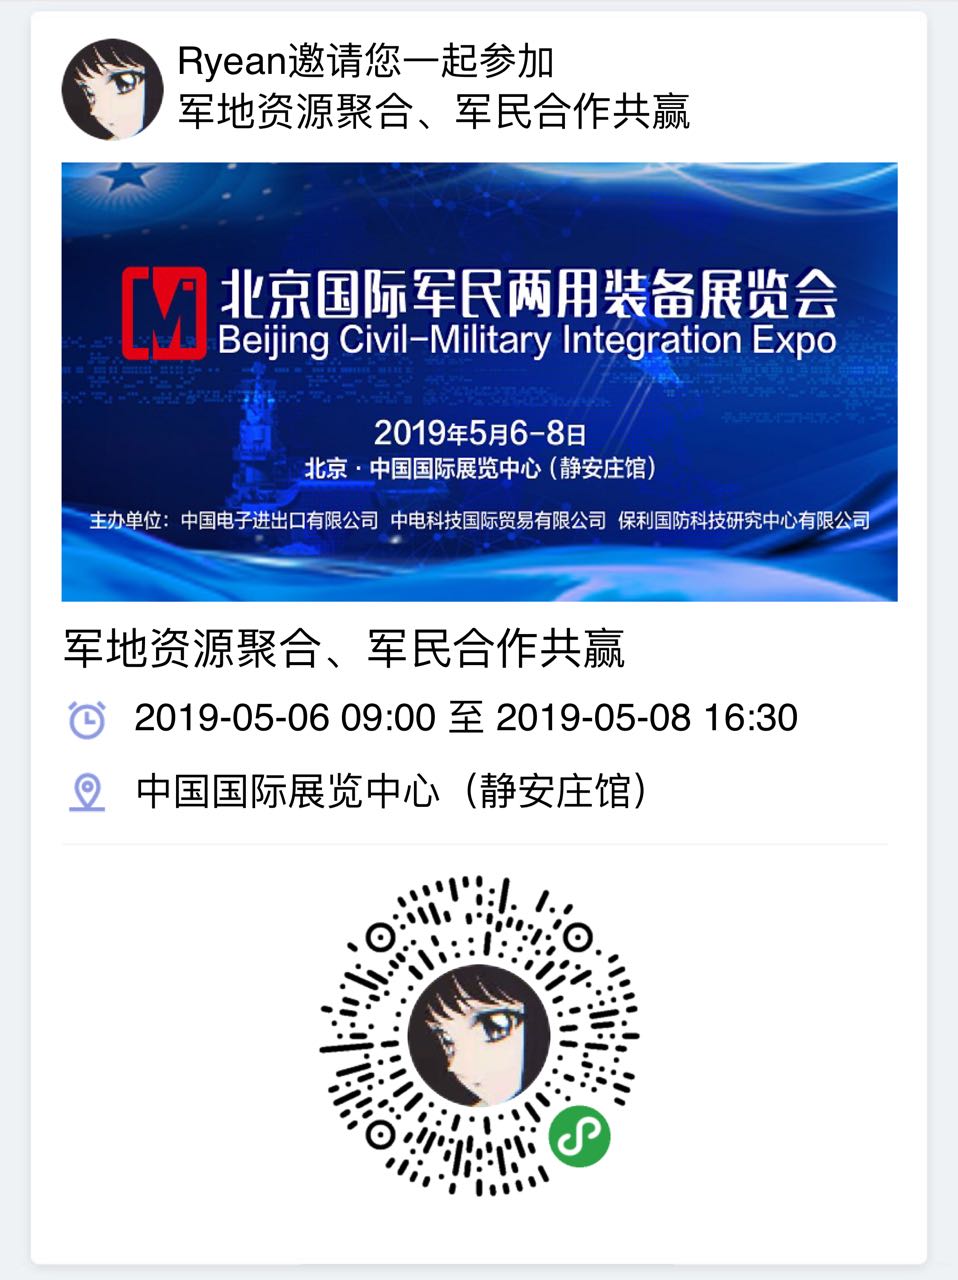 Ryean邀请您一起参加
军地资源聚合、军民合作共赢
北京国际军民两用装备展览会
Beijing Civil-Military Integration Expo
2019年5月6-8日
北京·中国国际展览中心（静安庄馆）
主办单位：中国电子进出口有限公司 中电科技国际贸易有限公司 保利国防科技研究中心有限公司
军地资源聚合、军民合作共赢
2019-05-06 09:00 至 2019-05-08 16:30
中国国际展览中心（静安庄馆）